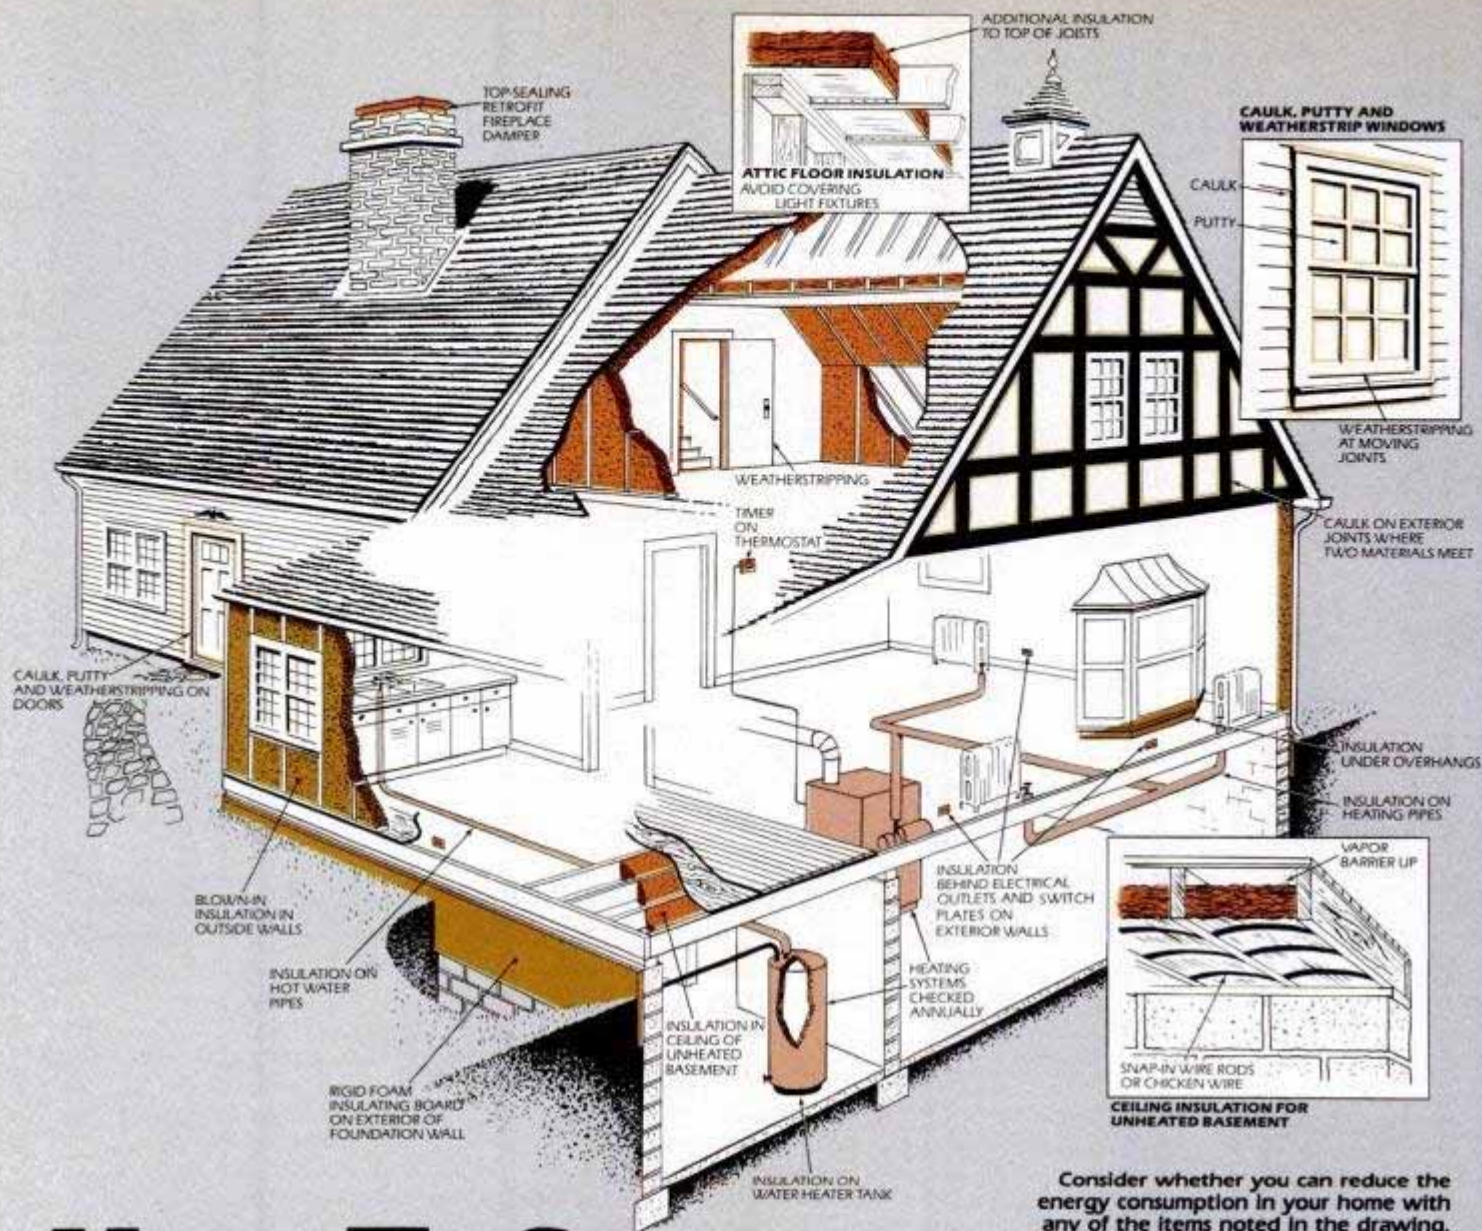 ADDITIONAL INSULATION
TO TOP OF JOISTS
TOP-SEALING
RETROFIT
FIREPLACE
DAMPER
ATTIC FLOOR INSULATION
AVOID COVERING
LIGHT FIXTURES
CAULK, PUTTY AND
WEATHERSTRIP WINDOWS
CAULK
PUTTY
WEATHERSTRIPPING
AT MOVING
JOINTS
WEATHERSTRIPPING
TIMER
ON
THERMOSTAT
CAULK ON EXTERIOR
JOINTS WHERE
TWO MATERIALS MEET
CAULK, PUTTY
AND WEATHERSTRIPPING ON
DOORS
INSULATION
UNDER OVERHANGS
INSULATION ON
HEATING PIPES
BLOWN-IN
INSULATION IN
OUTSIDE WALLS
INSULATION
BEHIND ELECTRICAL
OUTLETS AND SWITCH
PLATES ON
EXTERIOR WALLS
VAPOR
BARRIER UP
INSULATION ON
HOT WATER
PIPES
HEATING
SYSTEMS
CHECKED
ANNUALLY
INSULATION IN
CEILING OF
UNHEATED
BASEMENT
SNAP-IN WIRE RODS
OR CHICKEN WIRE
CEILING INSULATION FOR
UNHEATED BASEMENT
RIGID FOAM
INSULATING BOARD
ON EXTERIOR OF
FOUNDATION WALL
INSULATION ON
WATER HEATER TANK
Consider whether you can reduce the
energy consumption in your home with
any of the items noted in the drawing.